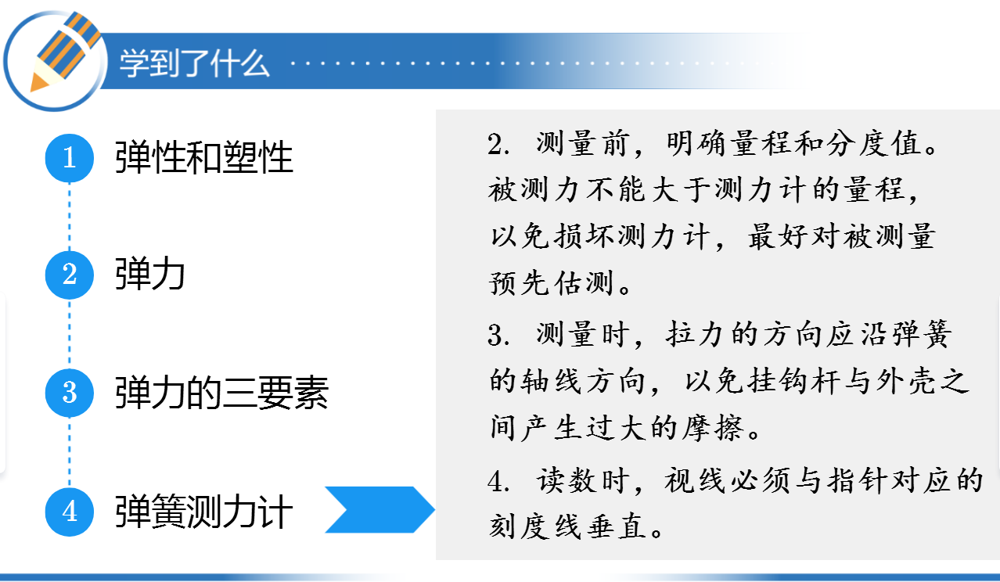 学到了什么
1 弹性和塑性
2 弹力
3 弹力的三要素
4 弹簧测力计
2. 测量前，明确量程和分度值。
被测力不能大于测力计的量程，
以免损坏测力计，最好对被测量
预先估测。
3. 测量时，拉力的方向应沿弹簧
的轴线方向，以免挂钩杆与外壳之
间产生过大的摩擦。
4. 读数时，视线必须与指针对应的
刻度线垂直。